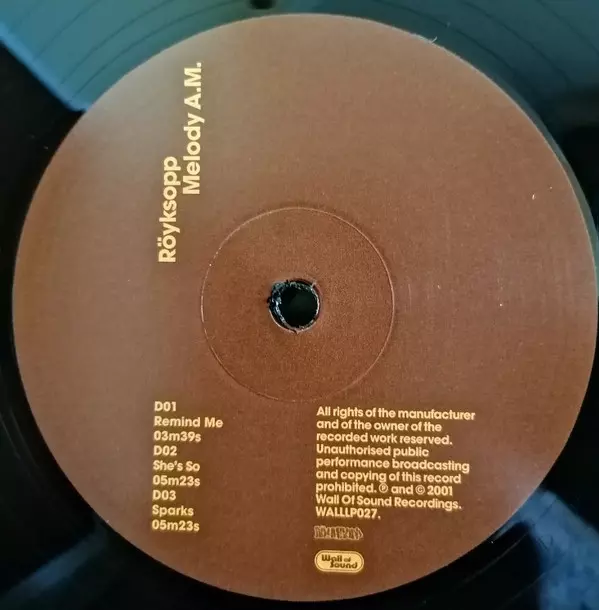 Röyksopp
Melody A.M.
D01
Remind Me
03m39s
D02
She's So
05m23s
D03
Sparks
05m23s
All rights of the manufacturer
and of the owner of the
recorded work reserved.
Unauthorised public
performance broadcasting
and copying of this record
prohibited. ℗ and © 2001
Wall Of Sound Recordings.
WALLLP027.
Wall of
Sound